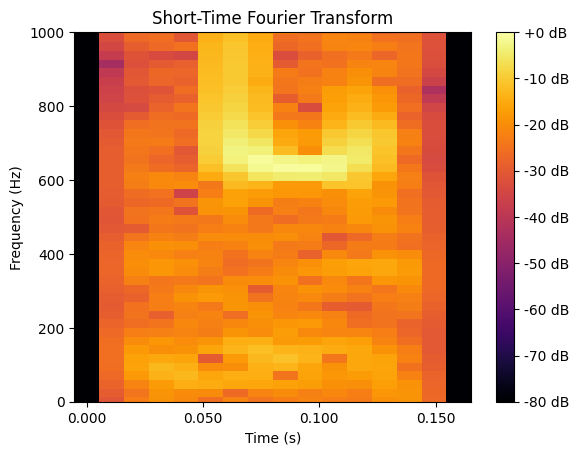 Short-Time Fourier Transform
1000
800
600
400
200
0
Frequency (Hz)
0.000
0.050
0.100
0.150
Time (s)
+0 dB
-10 dB
-20 dB
-30 dB
-40 dB
-50 dB
-60 dB
-70 dB
-80 dB